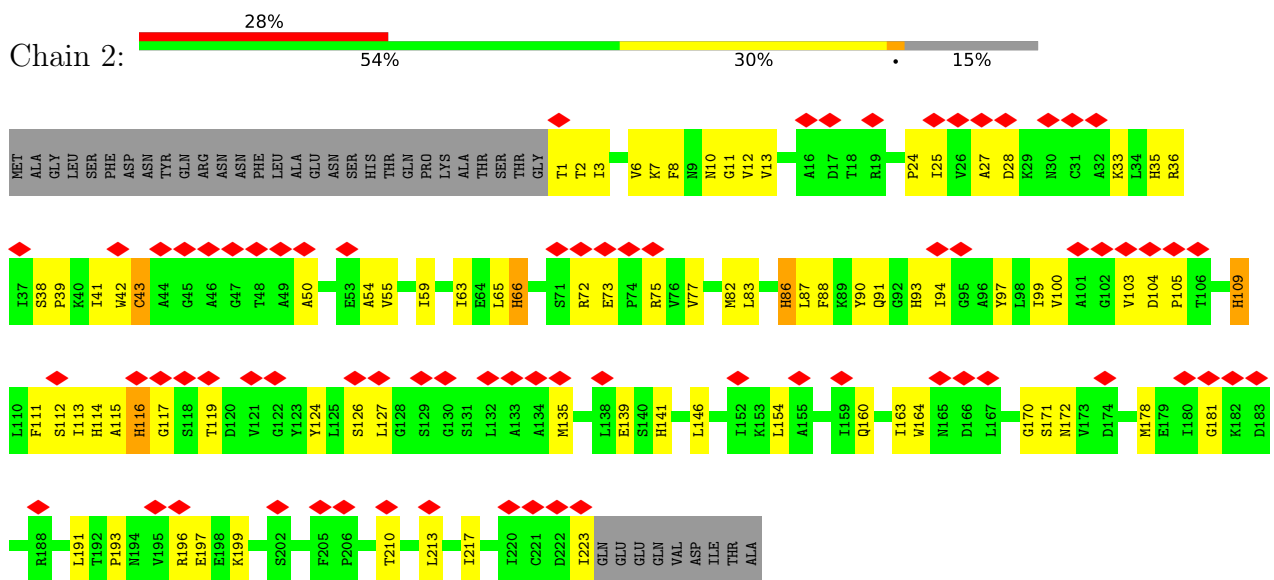 28%
Chain 2:
54% 30% • 15%
MET ALA GLY LEU SER PHE ASP ASN TYR GLN ARG ASN ASN PHE LEU ALA GLU ASN SER HIS THR GLN PRO LYS ALA THR SER THR GLY T1 T2 I3 V6 K7 F8 N9 N10 G11 V12 V13 A16 D17 T18 R19 P24 I25 V26 A27 D28 K29 N30 C31 A32 K33 L34 H35 R36
I37 S38 P39 K40 I41 W42 C43 A44 G45 A46 G47 T48 A49 A50 E53 A54 V55 I59 I63 E64 L65 H66 S71 R72 E73 P74 R75 V76 V77 M82 L83 H86 L87 F88 K89 Y90 Q91 G92 H93 I94 G95 A96 Y97 L98 I99 V100 A101 G102 V103 D104 P105 T106 H109
L110 F111 S112 I113 H114 A115 H116 G117 S118 T119 D120 V121 G122 Y123 Y124 L125 S126 L127 G128 S129 G130 S131 L132 A133 A134 M135 L138 E139 S140 H141 L146 I152 K153 L154 A155 I159 Q160 I163 W164 N165 D166 L167 G170 S171 N172 V173 D174 M178 E179 I180 G181 K182 D183
R188 L191 T192 P193 N194 V195 R196 E197 E198 K199 S202 F205 P206 T210 L213 I217 I220 C221 D222 I223 GLN GLU GLU GLN VAL ASP ILE THR ALA